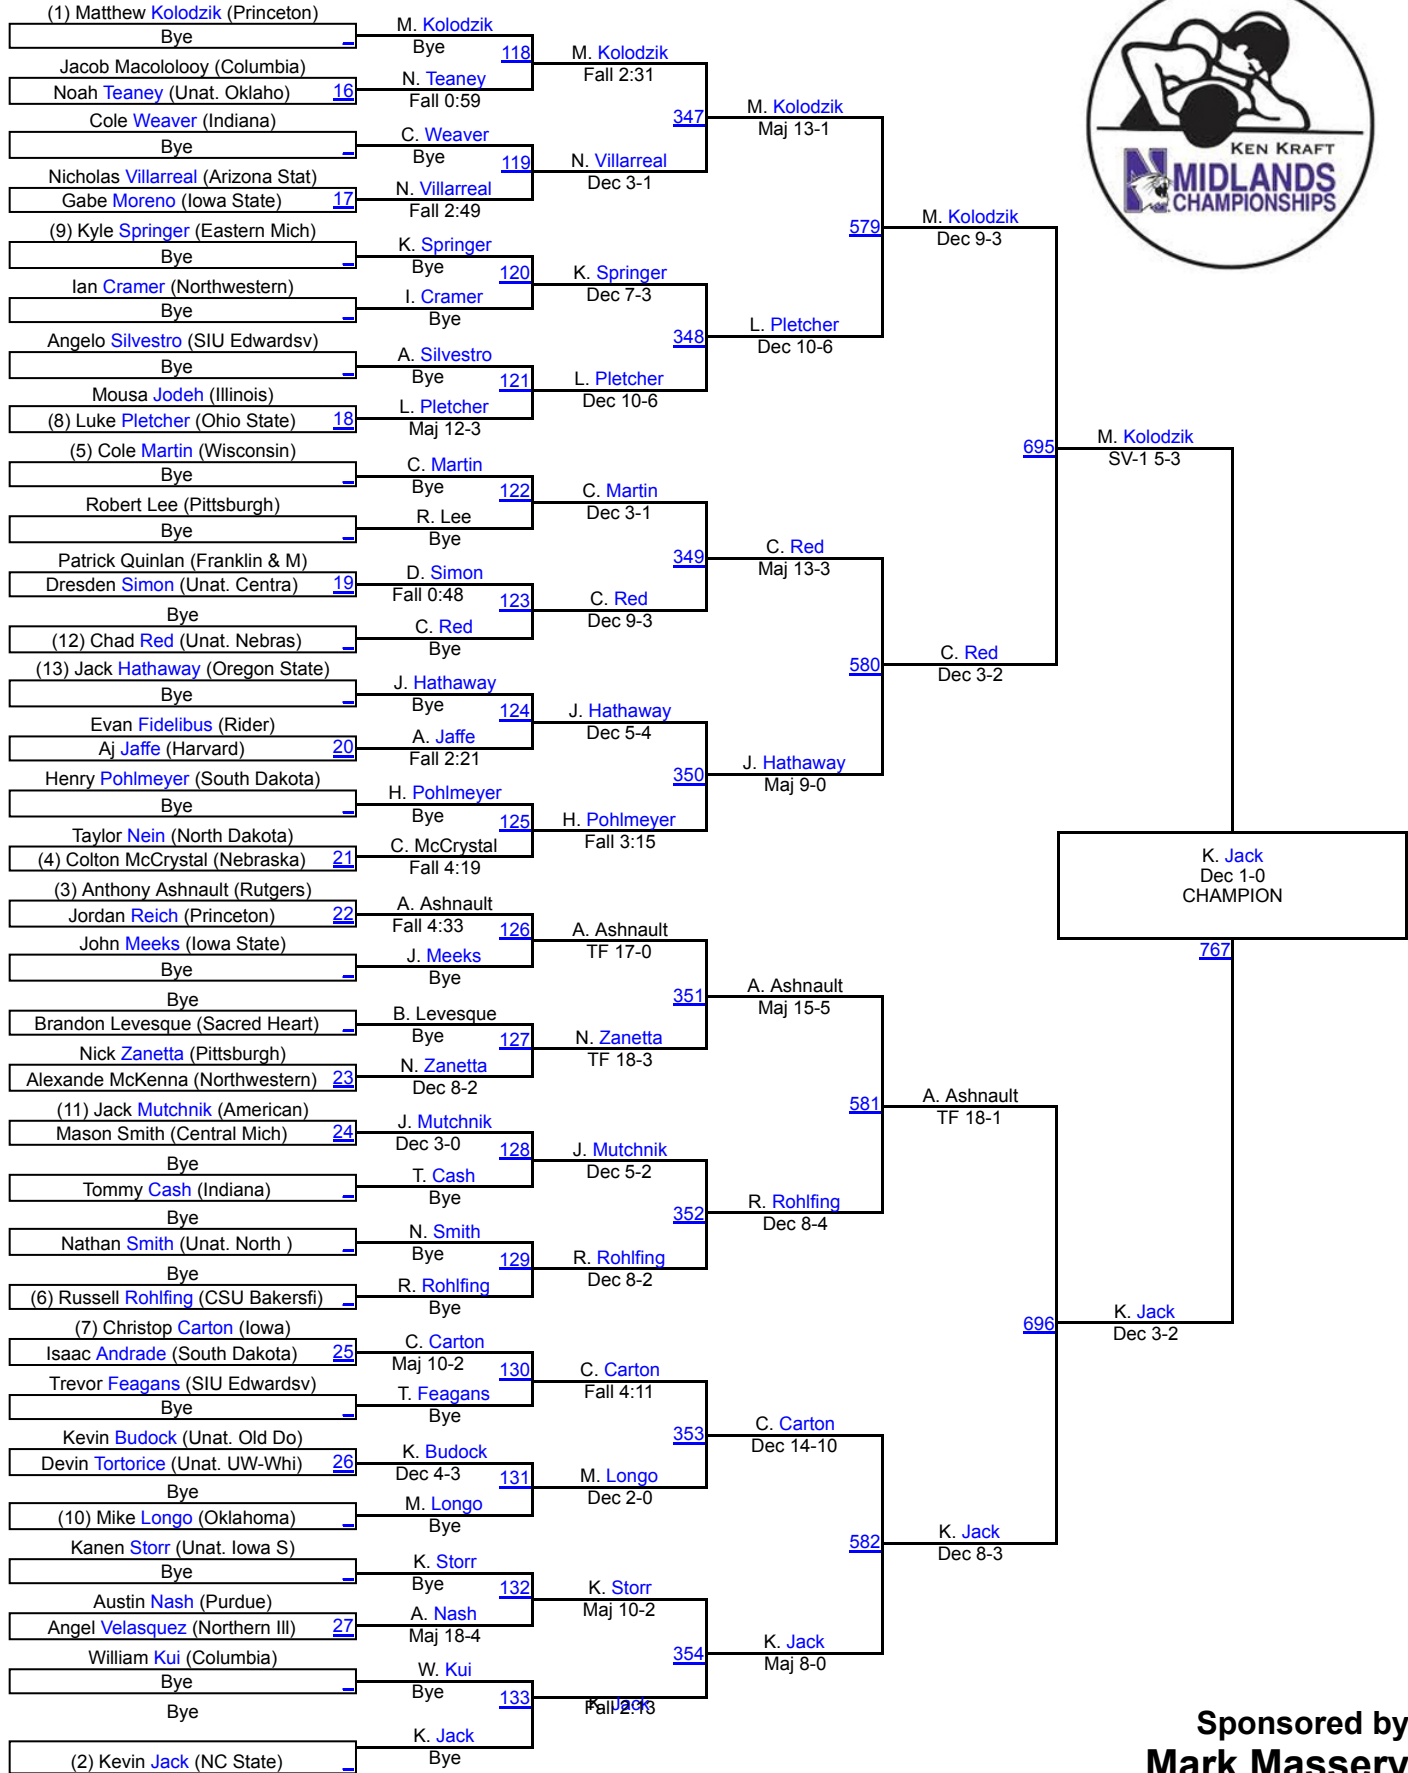 (1) Matthew Kolodzik (Princeton)
Bye
Jacob Macololooy (Columbia)
Noah Teaney (Unat. Oklaho) 16
Cole Weaver (Indiana)
Bye
Nicholas Villarreal (Arizona Stat)
Gabe Moreno (Iowa State) 17
(9) Kyle Springer (Eastern Mich)
Bye
Ian Cramer (Northwestern)
Bye
Angelo Silvestro (SIU Edwardsv)
Bye
Mousa Jodeh (Illinois)
(8) Luke Pletcher (Ohio State) 18
(5) Cole Martin (Wisconsin)
Bye
Robert Lee (Pittsburgh)
Bye
Patrick Quinlan (Franklin & M)
Dresden Simon (Unat. Centra) 19
Bye
(12) Chad Red (Unat. Nebras)
(13) Jack Hathaway (Oregon State)
Bye
Evan Fidelibus (Rider)
Aj Jaffe (Harvard) 20
Henry Pohlmeyer (South Dakota)
Bye
Taylor Nein (North Dakota)
(4) Colton McCrystal (Nebraska) 21
(3) Anthony Ashnault (Rutgers)
Jordan Reich (Princeton) 22
John Meeks (Iowa State)
Bye
Bye
Brandon Levesque (Sacred Heart)
Nick Zanetta (Pittsburgh)
Alexande McKenna (Northwestern) 23
(11) Jack Mutchnik (American)
Mason Smith (Central Mich) 24
Bye
Tommy Cash (Indiana)
Bye
Nathan Smith (Unat. North )
Bye
(6) Russell Rohlfing (CSU Bakersfi)
(7) Christop Carton (Iowa)
Isaac Andrade (South Dakota) 25
Trevor Feagans (SIU Edwardsv)
Bye
Kevin Budock (Unat. Old Do)
Devin Tortorice (Unat. UW-Whi) 26
Bye
(10) Mike Longo (Oklahoma)
Kanen Storr (Unat. Iowa S)
Bye
Austin Nash (Purdue)
Angel Velasquez (Northern Ill) 27
William Kui (Columbia)
Bye
Bye
(2) Kevin Jack (NC State)
M. Kolodzik
Bye
118
N. Teaney
Fall 0:59
C. Weaver
Bye
119
N. Villarreal
Fall 2:49
K. Springer
Bye
120
I. Cramer
Bye
A. Silvestro
Bye
121
L. Pletcher
Maj 12-3
C. Martin
Bye
122
R. Lee
Bye
D. Simon
Fall 0:48
123
C. Red
Bye
J. Hathaway
Bye
124
A. Jaffe
Fall 2:21
H. Pohlmeyer
Bye
125
C. McCrystal
Fall 4:19
A. Ashnault
Fall 4:33
126
J. Meeks
Bye
B. Levesque
Bye
127
N. Zanetta
Dec 8-2
J. Mutchnik
Dec 3-0
128
T. Cash
Bye
N. Smith
Bye
129
R. Rohlfing
Bye
C. Carton
Maj 10-2
130
T. Feagans
Bye
K. Budock
Dec 4-3
131
M. Longo
Bye
K. Storr
Bye
132
A. Nash
Maj 18-4
W. Kui
Bye
133
K. Jack
Bye
M. Kolodzik
Fall 2:31
347
N. Villarreal
Dec 3-1
K. Springer
Dec 7-3
348
L. Pletcher
Dec 10-6
C. Martin
Dec 3-1
349
C. Red
Dec 9-3
J. Hathaway
Dec 5-4
350
H. Pohlmeyer
Fall 3:15
A. Ashnault
TF 17-0
351
N. Zanetta
TF 18-3
J. Mutchnik
Dec 5-2
352
R. Rohlfing
Dec 8-2
C. Carton
Fall 4:11
353
M. Longo
Dec 2-0
K. Storr
Maj 10-2
354
K. Jack
Fall 2:13
M. Kolodzik
Maj 13-1
579
L. Pletcher
Dec 10-6
C. Red
Maj 13-3
580
J. Hathaway
Maj 9-0
A. Ashnault
Maj 15-5
581
R. Rohlfing
Dec 8-4
C. Carton
Dec 14-10
582
K. Jack
Maj 8-0
M. Kolodzik
Dec 9-3
695
C. Red
Dec 3-2
A. Ashnault
TF 18-1
696
K. Jack
Dec 8-3
M. Kolodzik
SV-1 5-3
K. Jack
Dec 1-0
CHAMPION
767
K. Jack
Dec 3-2
KEN KRAFT
N MIDLANDS
CHAMPIONSHIPS
Sponsored by
Mark Massery